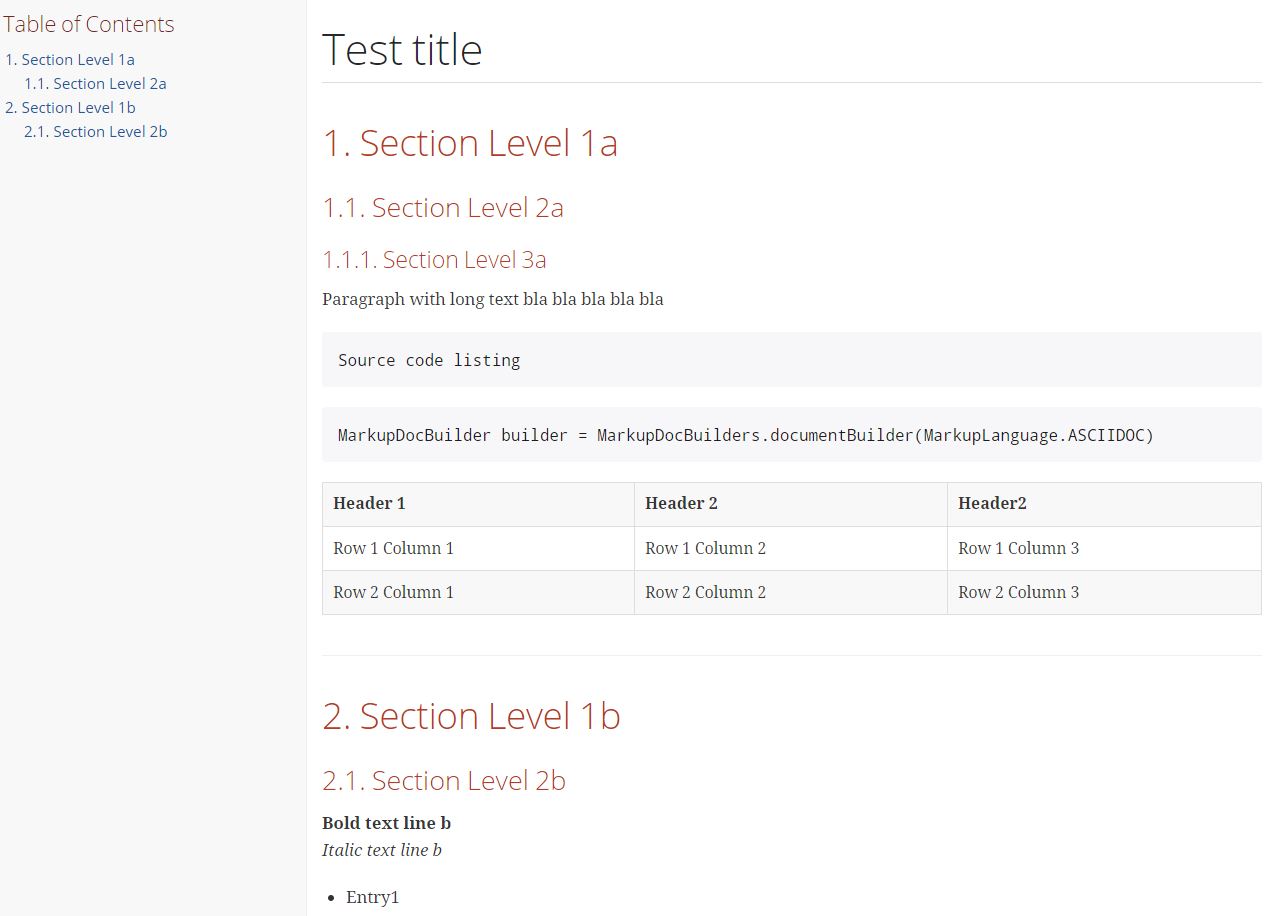 Table of Contents
1. Section Level 1a
1.1. Section Level 2a
2. Section Level 1b
2.1. Section Level 2b
Test title
1. Section Level 1a
1.1. Section Level 2a
1.1.1. Section Level 3a
Paragraph with long text bla bla bla bla bla
Source code listing
MarkupDocBuilder builder = MarkupDocBuilders.documentBuilder(MarkupLanguage.ASCIIDOC)
Header 1 Header 2 Header2
Row 1 Column 1 Row 1 Column 2 Row 1 Column 3
Row 2 Column 1 Row 2 Column 2 Row 2 Column 3
2. Section Level 1b
2.1. Section Level 2b
Bold text line b
Italic text line b
• Entry1